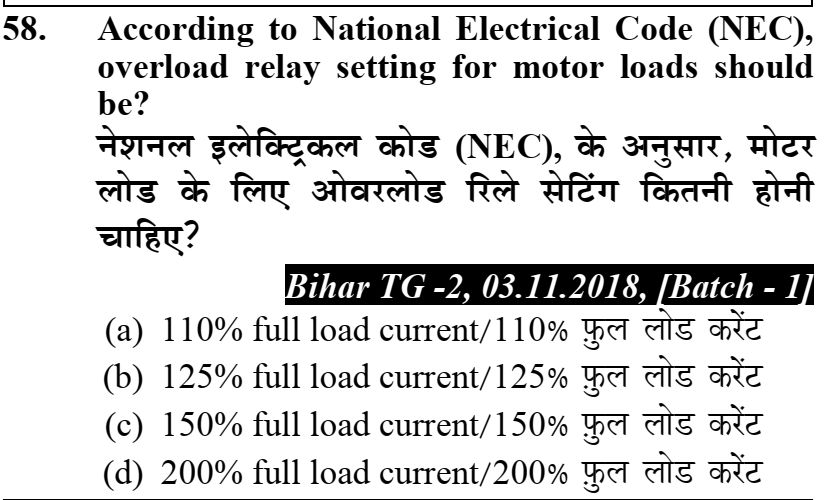 58. According to National Electrical Code (NEC),
overload relay setting for motor loads should
be?
नेशनल इलेक्ट्रिकल कोड (NEC), के अनुसार, मोटर
लोड के लिए ओवरलोड रिले सेटिंग कितनी होनी
चाहिए?
Bihar TG -2, 03.11.2018, [Batch - 1]
(a) 110% full load current/110% फ़ुल लोड करेंट
(b) 125% full load current/125% फ़ुल लोड करेंट
(c) 150% full load current/150% फ़ुल लोड करेंट
(d) 200% full load current/200% फ़ुल लोड करेंट